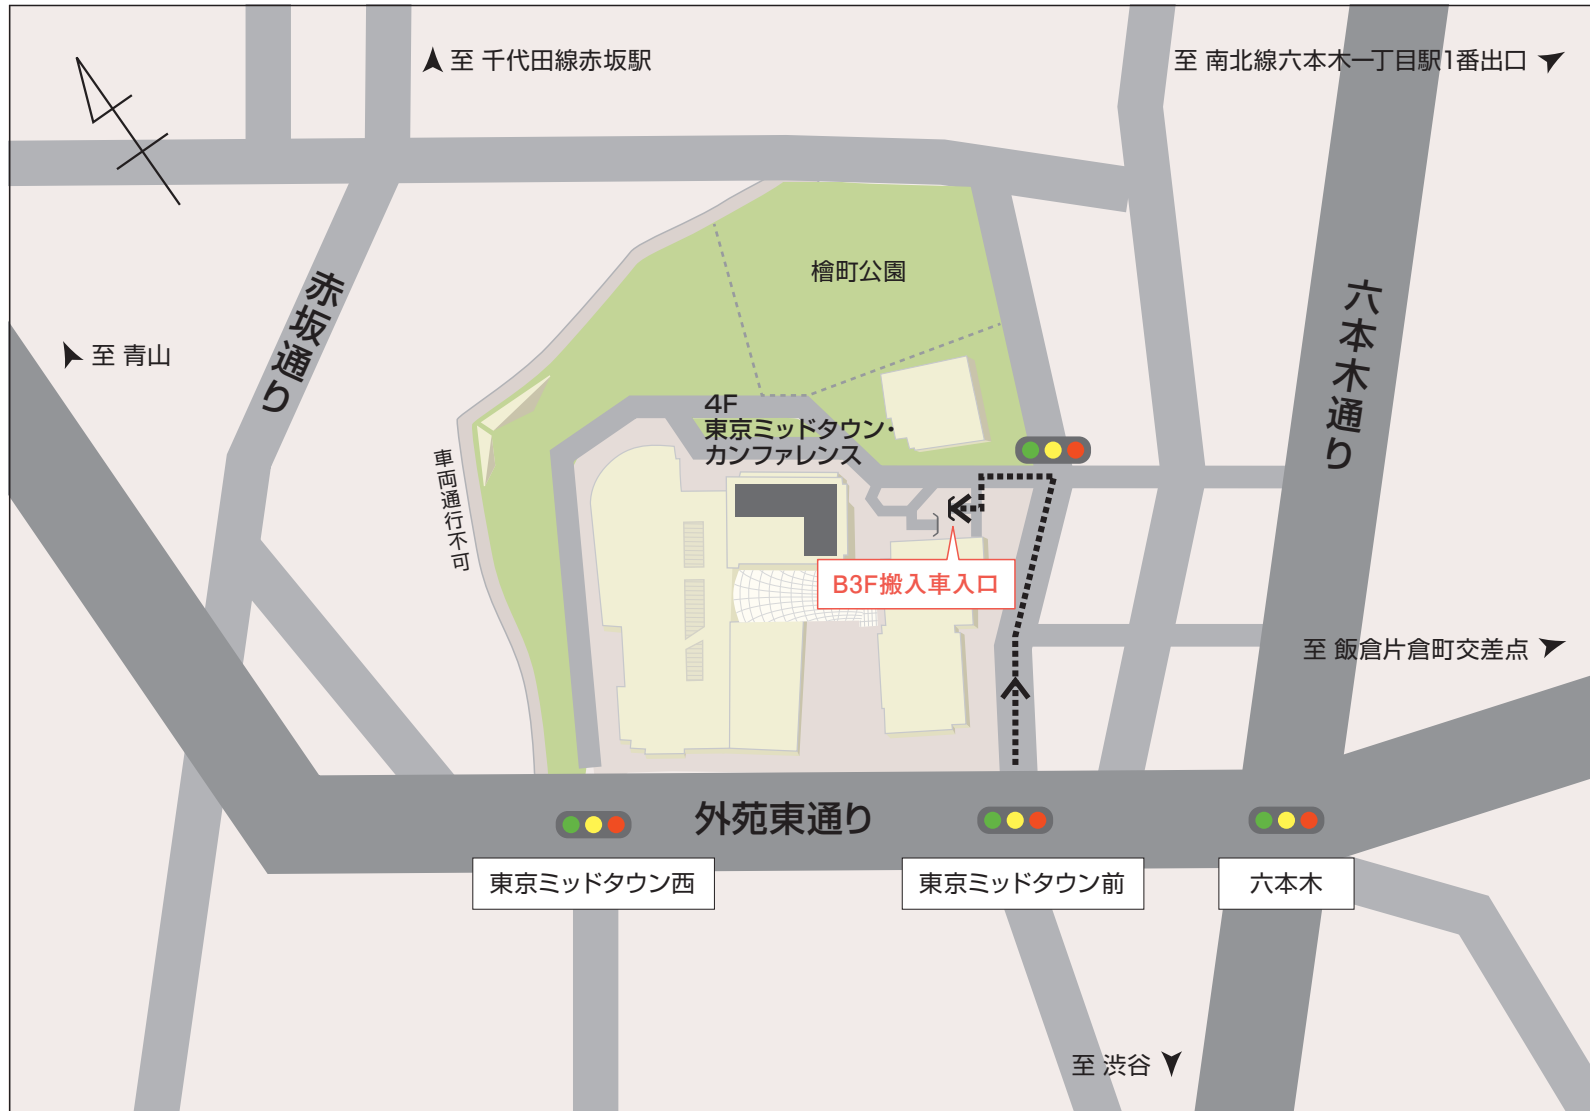 至 千代田線赤坂駅
至 南北線六本木一丁目駅1番出口
檜町公園
赤坂通り
六本木通り
至 青山
4F
東京ミッドタウン・
カンファレンス
車両通行不可
B3F搬入車入口
至 飯倉片倉町交差点
外苑東通り
東京ミッドタウン西
東京ミッドタウン前
六本木
至 渋谷